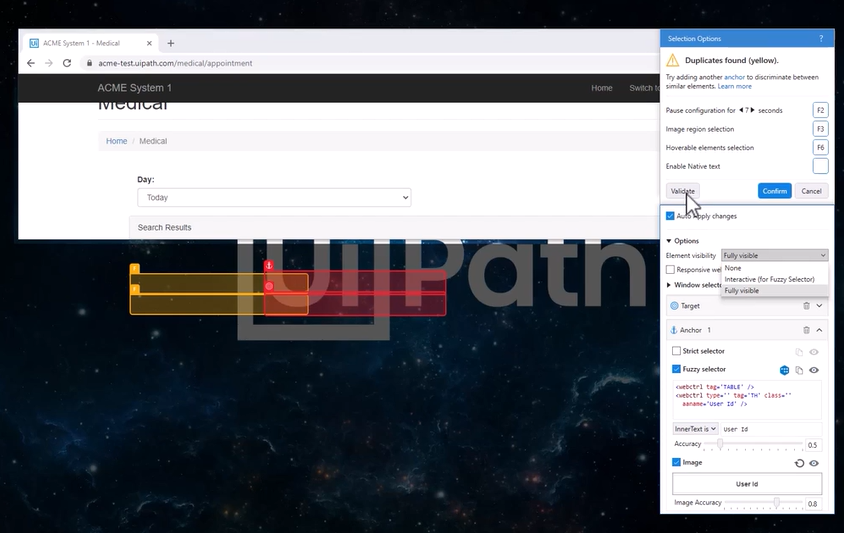 ACME System 1 - Medical
acme-test.uipath.com/medical/appointment
ACME System 1
Home
Switch to
Medical
Home / Medical
Day:
Today
Search Results
UiPath
F
F
Selection Options
?
Duplicates found (yellow).
Try adding another anchor to discriminate between
similar elements. Learn more
Pause configuration for 7 seconds
F2
Image region selection
F3
Hoverable elements selection
F6
Enable Native text
Validate
Confirm
Cancel
Auto Apply changes
Options
Element visibility
Fully visible
None
Interactive (for Fuzzy Selector)
Fully visible
Responsive we
Window select
Target
Anchor 1
Strict selector
Fuzzy selector
<webctrl tag='TABLE' />
<webctrl type='' tag='TH' class=''
aaname='User Id' />
InnerText is
User Id
Accuracy
0.5
Image
User Id
Image Accuracy
0.8